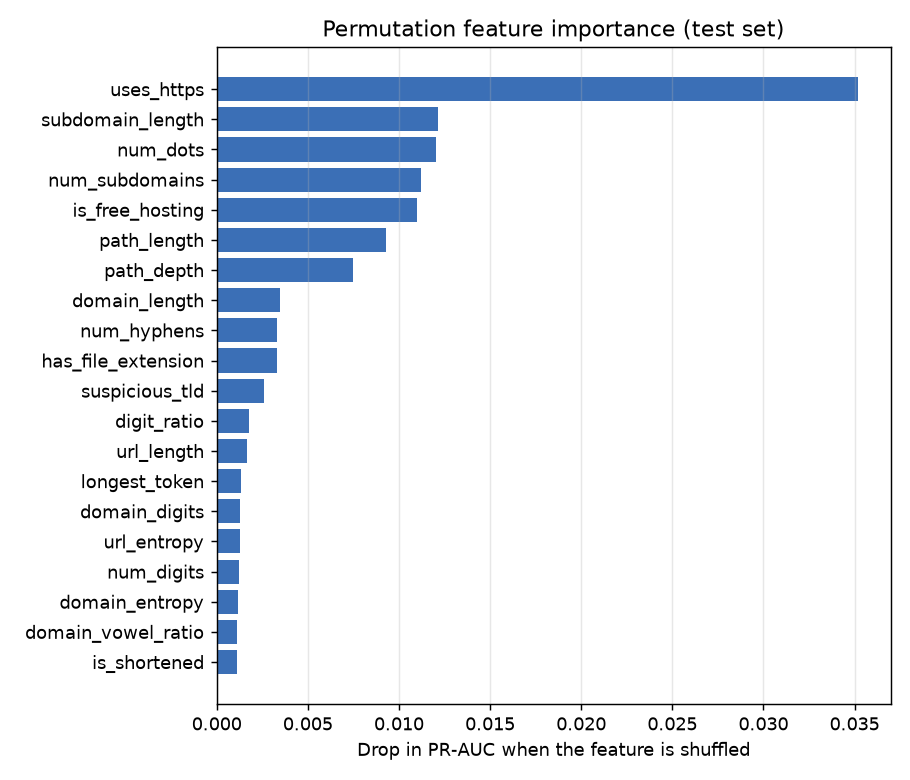 Permutation feature importance (test set)
uses_https
subdomain_length
num_dots
num_subdomains
is_free_hosting
path_length
path_depth
domain_length
num_hyphens
has_file_extension
suspicious_tld
digit_ratio
url_length
longest_token
domain_digits
url_entropy
num_digits
domain_entropy
domain_vowel_ratio
is_shortened
0.000 0.005 0.010 0.015 0.020 0.025 0.030 0.035
Drop in PR-AUC when the feature is shuffled